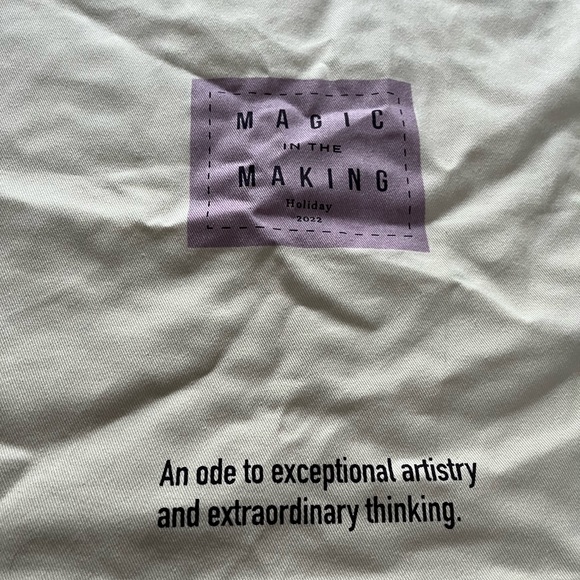 MAGIC
IN THE
MAKING
Holiday
2022
An ode to exceptional artistry
and extraordinary thinking.